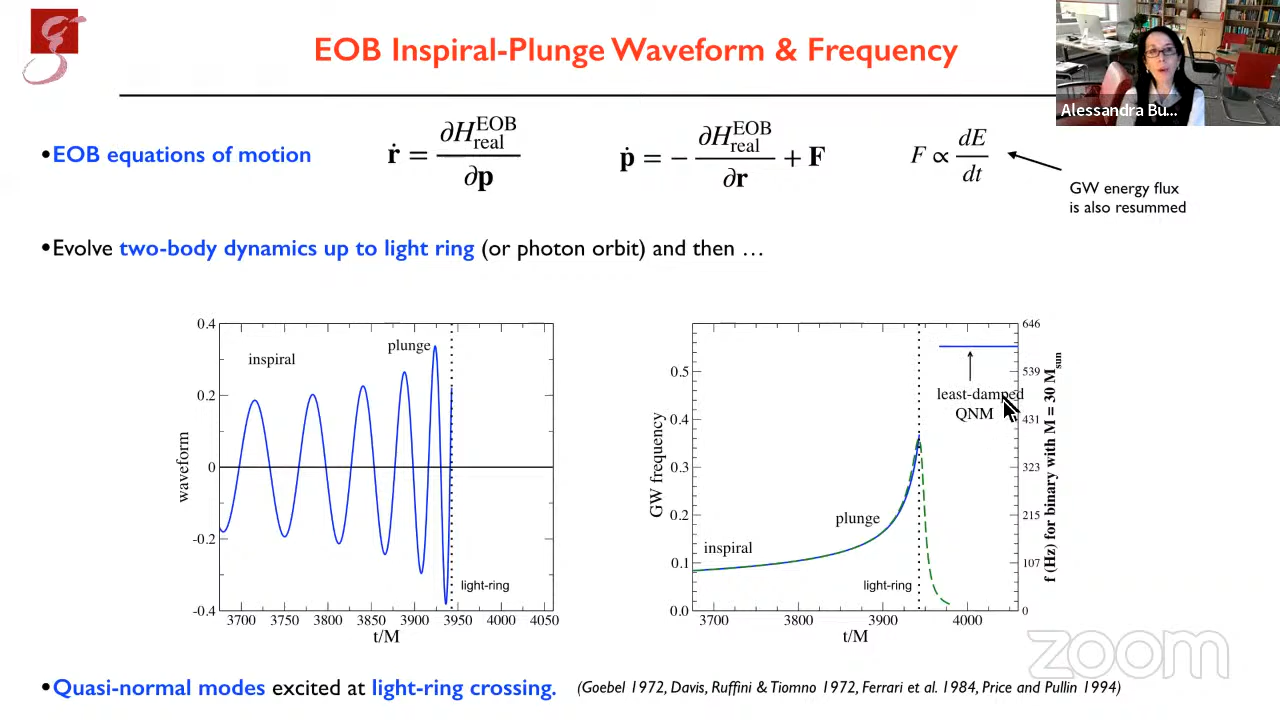 EOB Inspiral-Plunge Waveform & Frequency
Alessandra Bu...
•EOB equations of motion
ṙ = ∂H_real^EOB / ∂p
ṗ = − ∂H_real^EOB / ∂r + F
F ∝ dE / dt
GW energy flux
is also resummed
•Evolve two-body dynamics up to light ring (or photon orbit) and then …
0.4
0.2
0
-0.2
-0.4
waveform
inspiral
plunge
light-ring
3700 3750 3800 3850 3900 3950 4000 4050
t/M
0.5
0.4
0.3
0.2
0.1
0.0
GW frequency
inspiral
plunge
light-ring
least-damped
QNM
3700 3800 3900 4000
t/M
646
539
431
323
215
107
0
f (Hz) for binary with M = 30 M_sun
zoom
•Quasi-normal modes excited at light-ring crossing. (Goebel 1972, Davis, Ruffini & Tiomno 1972, Ferrari et al. 1984, Price and Pullin 1994)